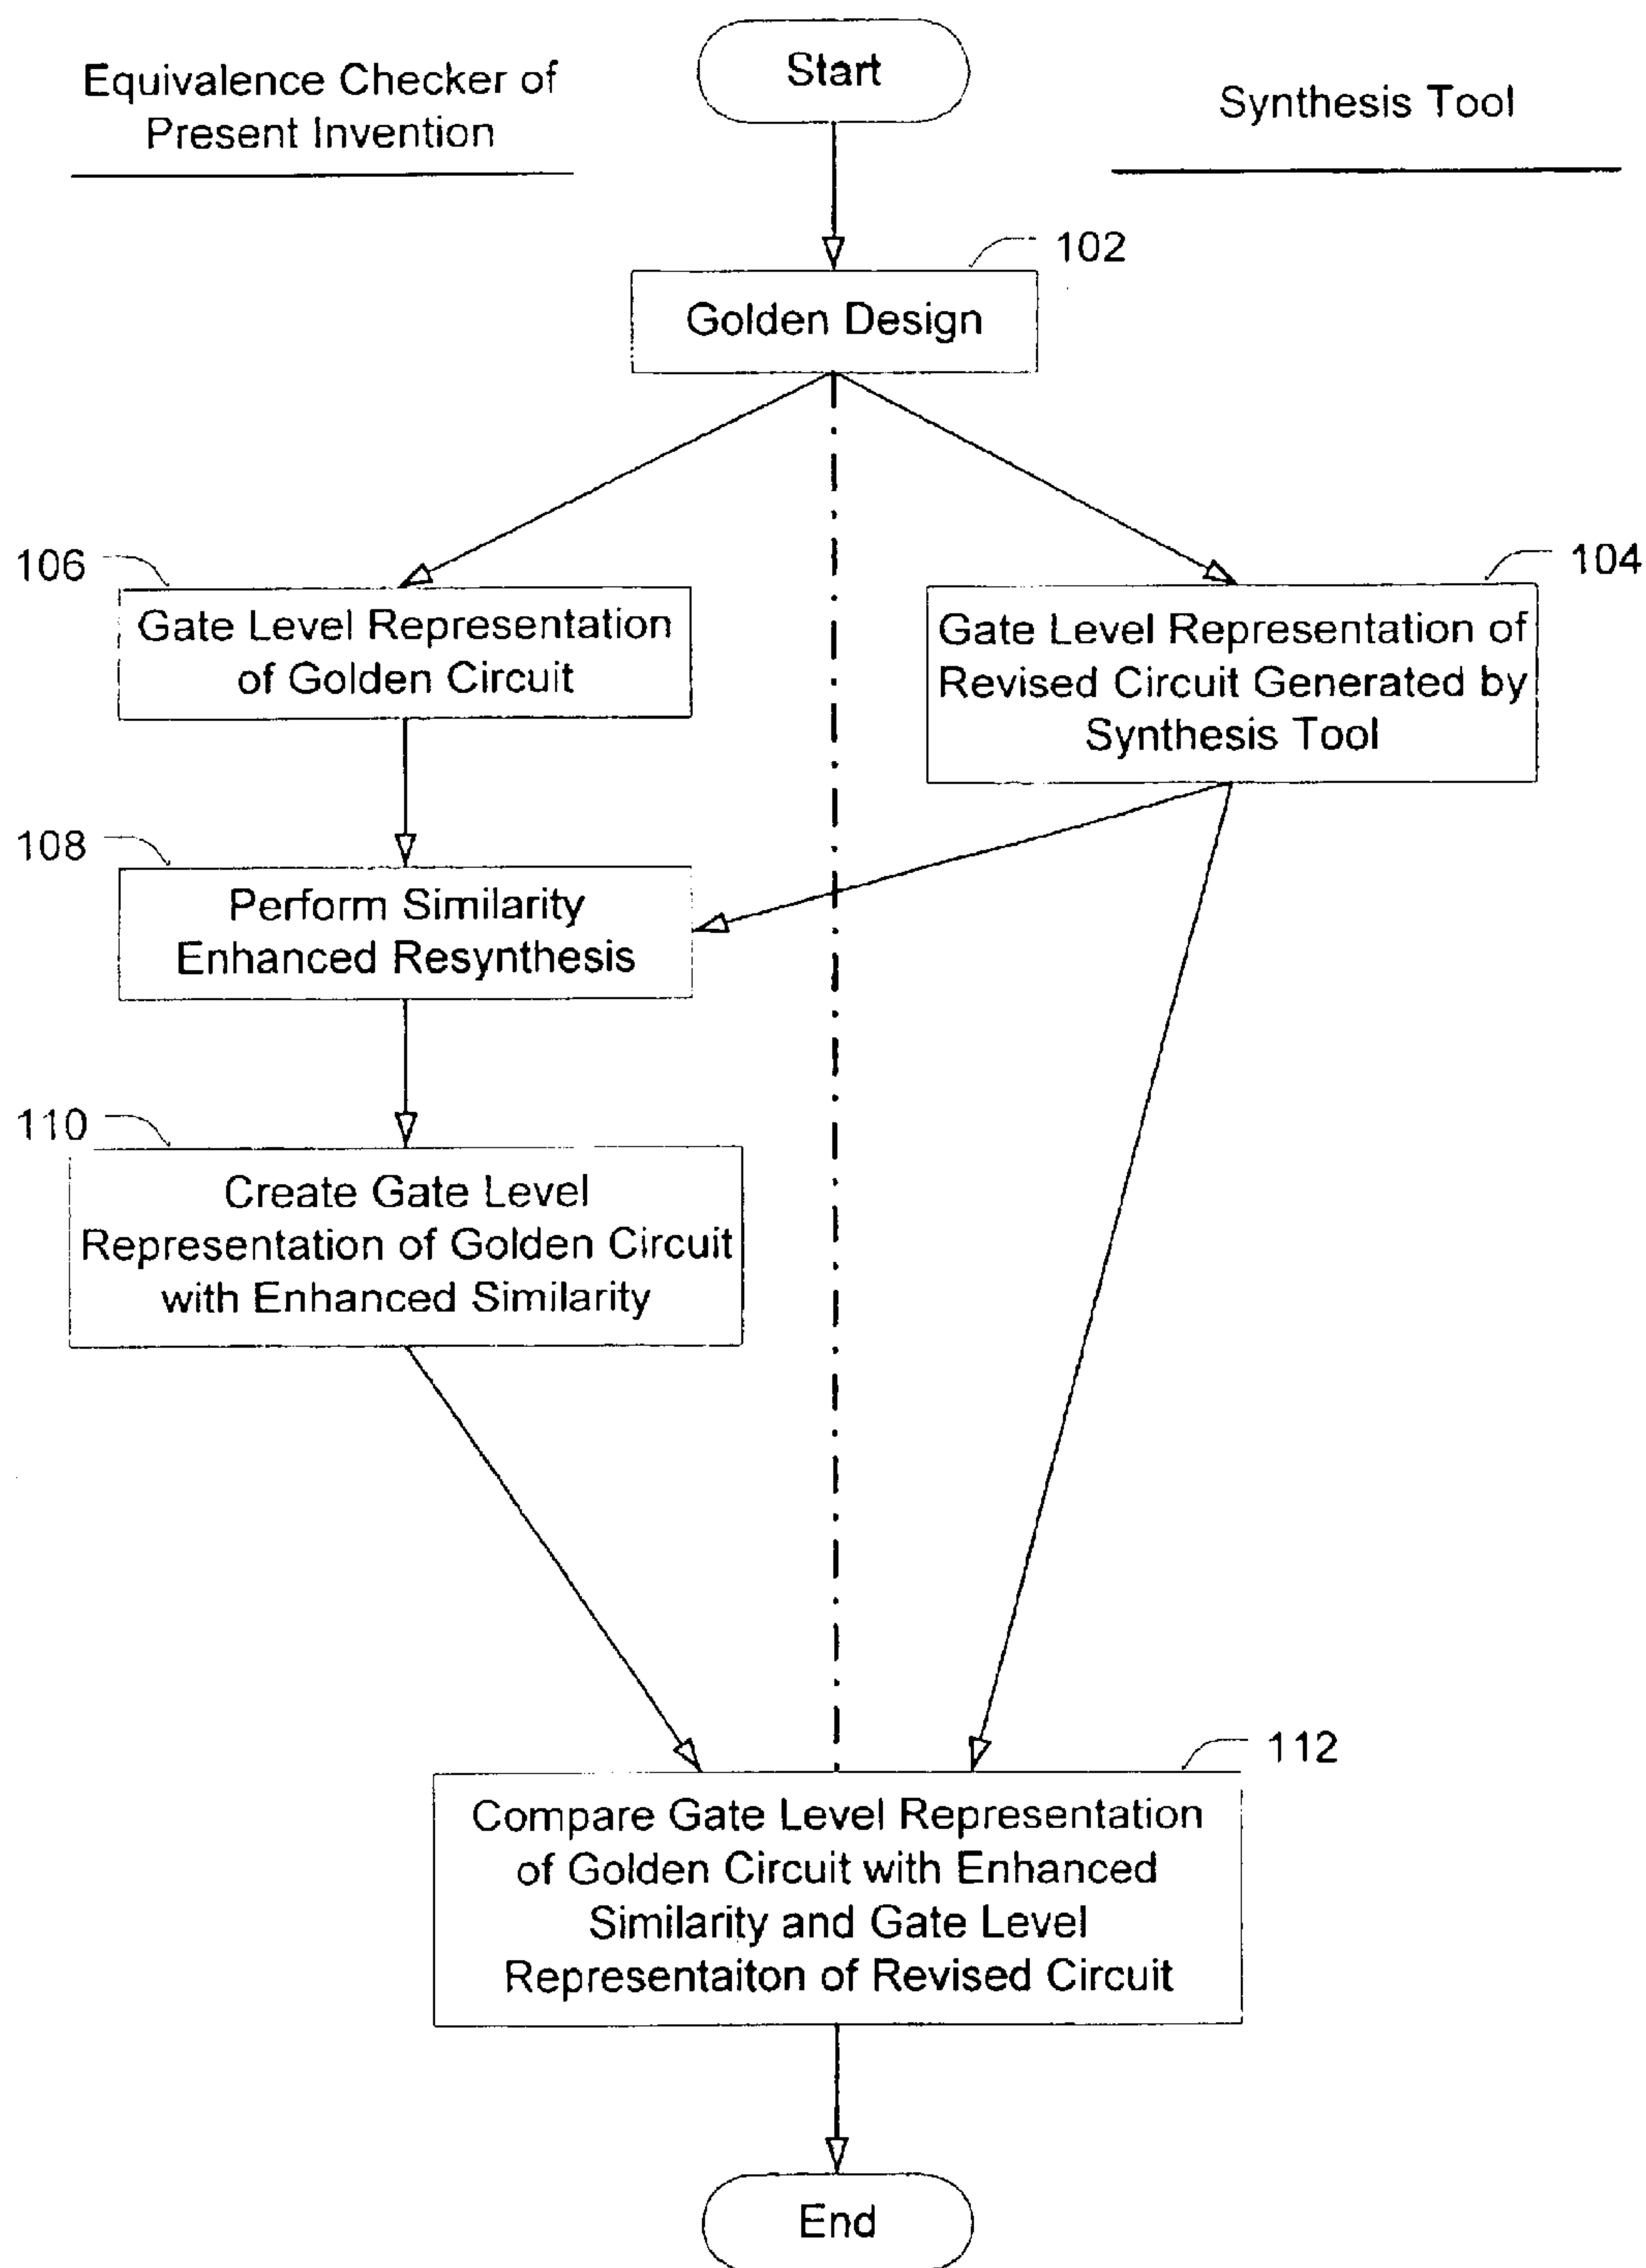 Equivalence Checker of
Present Invention
Start
Synthesis Tool
102
Golden Design
106
Gate Level Representation
of Golden Circuit
104
Gate Level Representation of
Revised Circuit Generated by
Synthesis Tool
108
Perform Similarity
Enhanced Resynthesis
110
Create Gate Level
Representation of Golden Circuit
with Enhanced Similarity
112
Compare Gate Level Representation
of Golden Circuit with Enhanced
Similarity and Gate Level
Representaiton of Revised Circuit
End